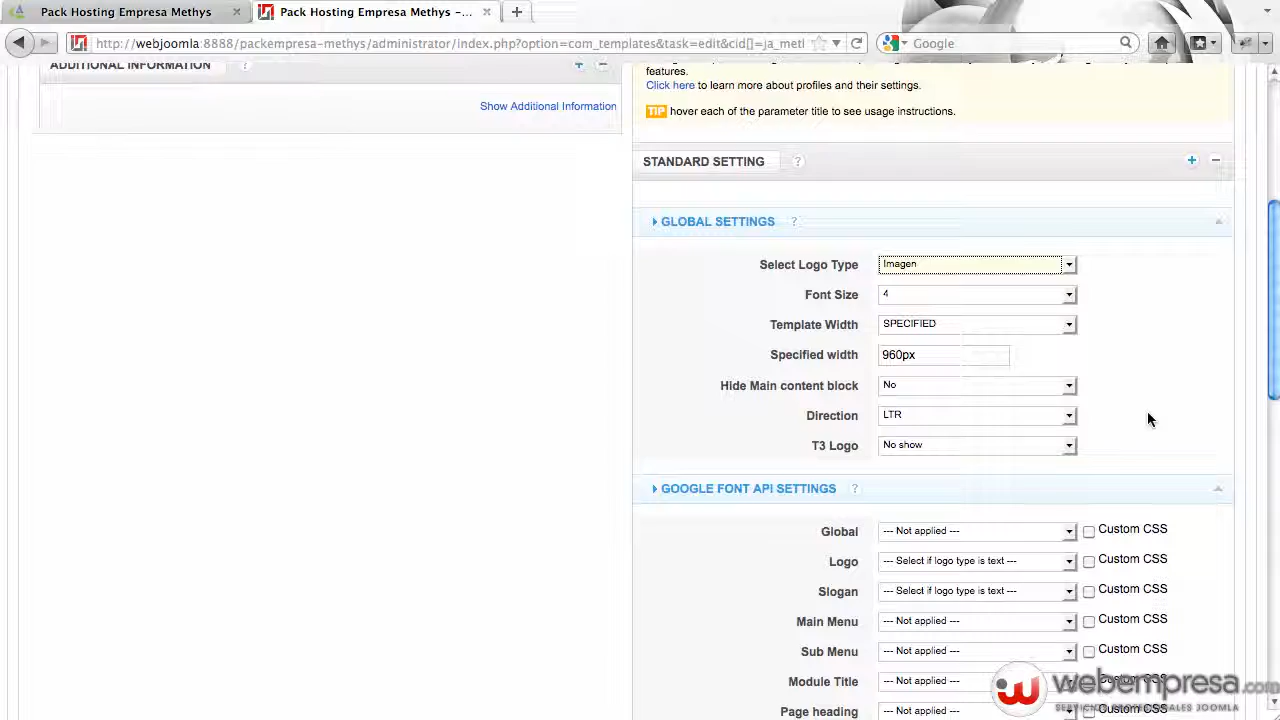 Pack Hosting Empresa Methys
Pack Hosting Empresa Methys –...
http://webjoomla:8888/packempresa-methys/administrator/index.php?option=com_templates&task=edit&cid[]=ja_metl
Google
ADDITIONAL INFORMATION
Show Additional Information
features.
Click here to learn more about profiles and their settings.
TIP hover each of the parameter title to see usage instructions.
STANDARD SETTING ?
GLOBAL SETTINGS ?
Select Logo Type Imagen
Font Size 4
Template Width SPECIFIED
Specified width 960px
Hide Main content block No
Direction LTR
T3 Logo No show
GOOGLE FONT API SETTINGS ?
Global --- Not applied --- Custom CSS
Logo --- Select if logo type is text --- Custom CSS
Slogan --- Select if logo type is text --- Custom CSS
Main Menu --- Not applied --- Custom CSS
Sub Menu --- Not applied --- Custom CSS
Module Title --- Not applied --- Custom CSS
Page heading --- Not applied --- Custom CSS
webempresa.com